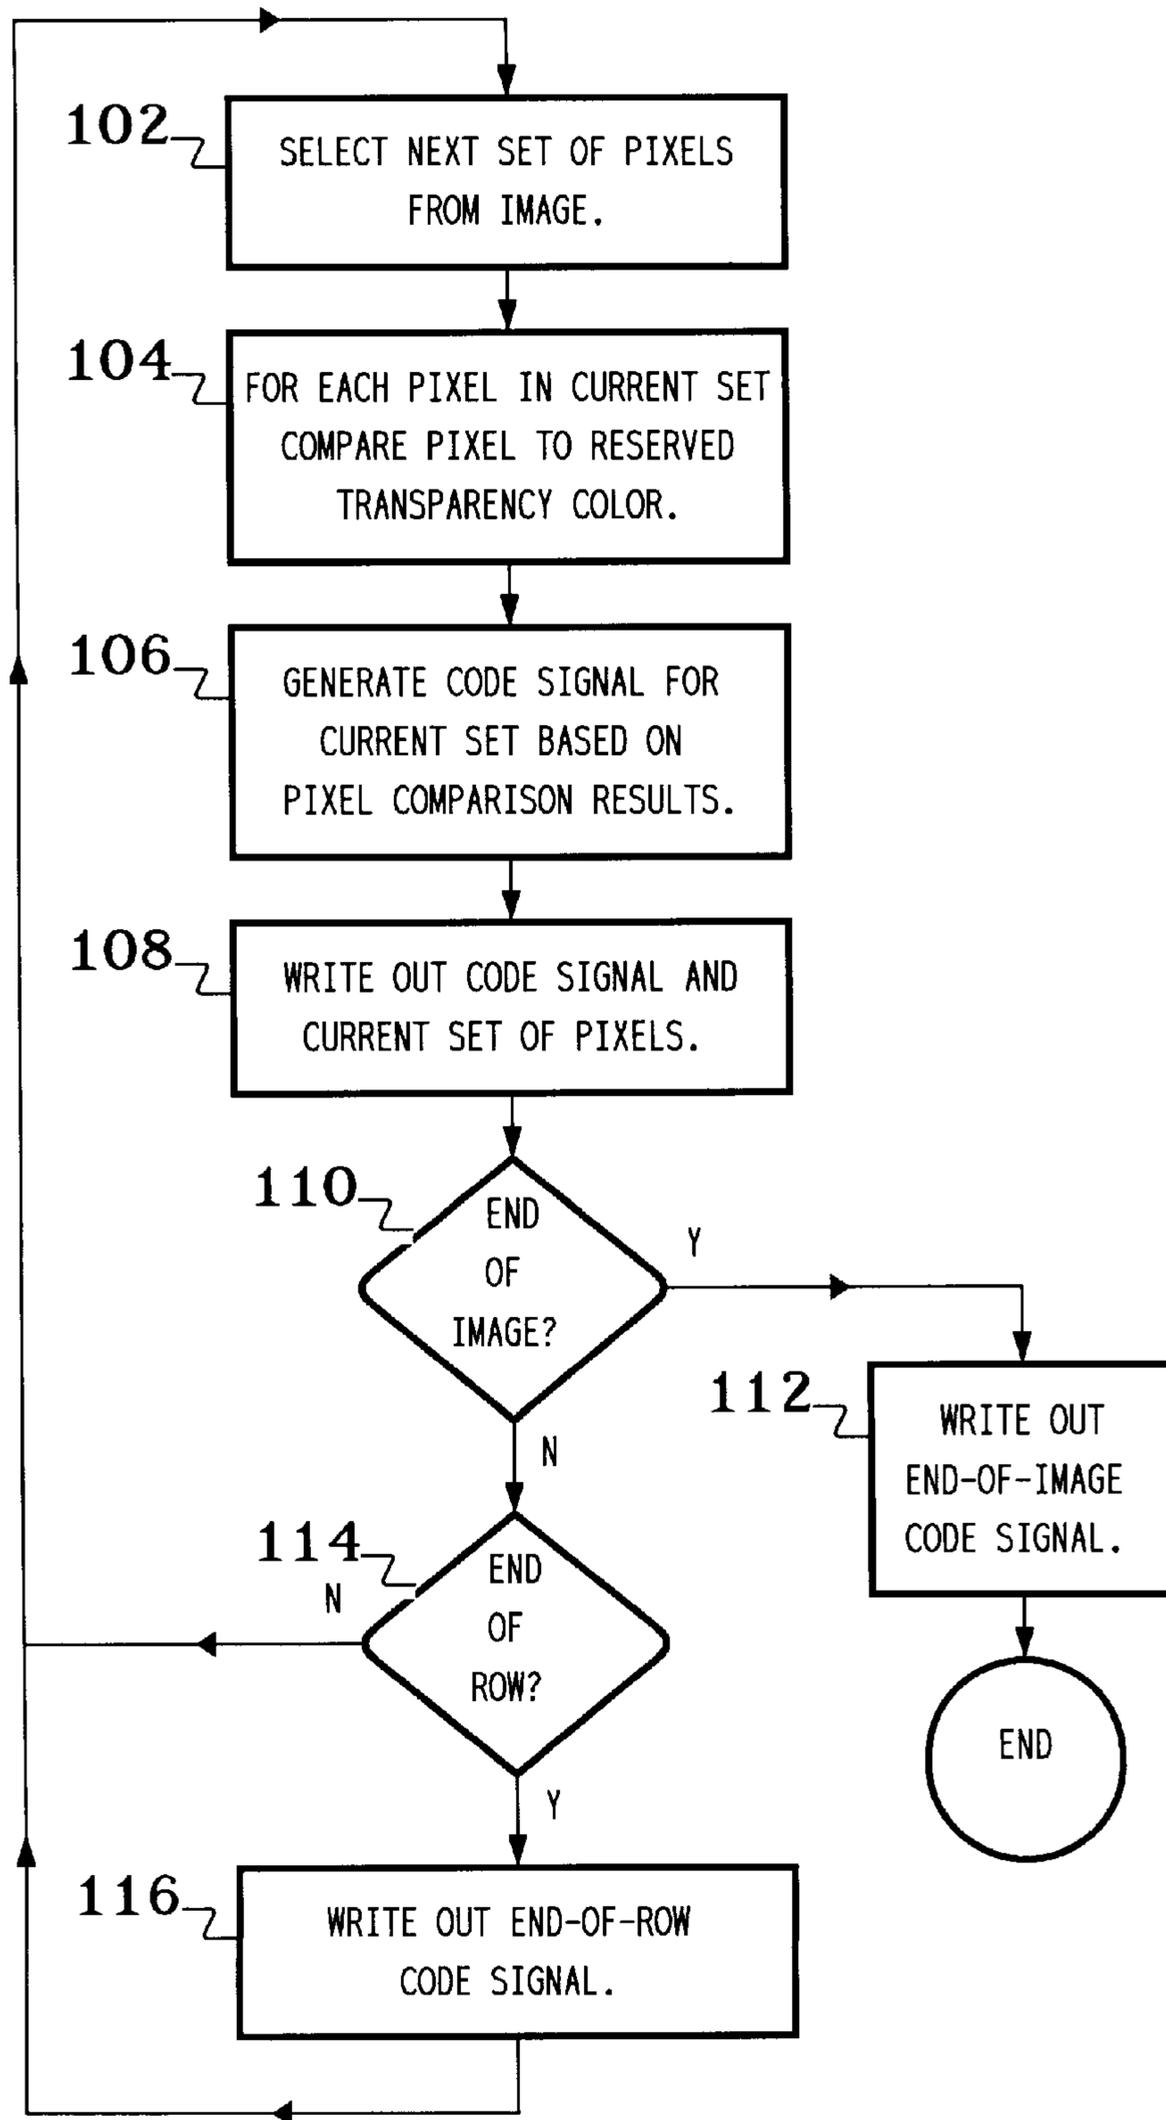 102
SELECT NEXT SET OF PIXELS
FROM IMAGE.
104
FOR EACH PIXEL IN CURRENT SET
COMPARE PIXEL TO RESERVED
TRANSPARENCY COLOR.
106
GENERATE CODE SIGNAL FOR
CURRENT SET BASED ON
PIXEL COMPARISON RESULTS.
108
WRITE OUT CODE SIGNAL AND
CURRENT SET OF PIXELS.
110
END
OF
IMAGE?
Y
N
112
WRITE OUT
END-OF-IMAGE
CODE SIGNAL.
114
N
END
OF
ROW?
Y
END
116
WRITE OUT END-OF-ROW
CODE SIGNAL.